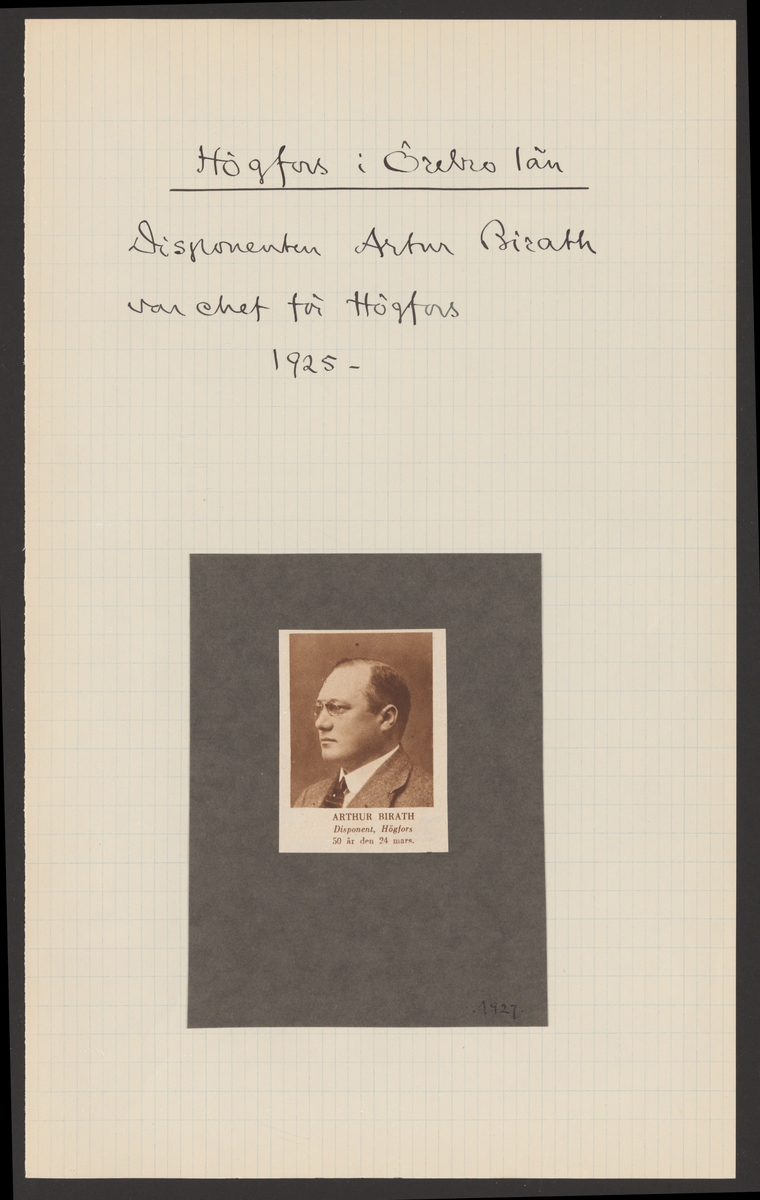 Högfors i Örebro län
Disponenten Artur Birath
var chef för Högfors
1925 -
ARTHUR BIRATH
Disponent, Högfors
50 år den 24 mars.
1927.